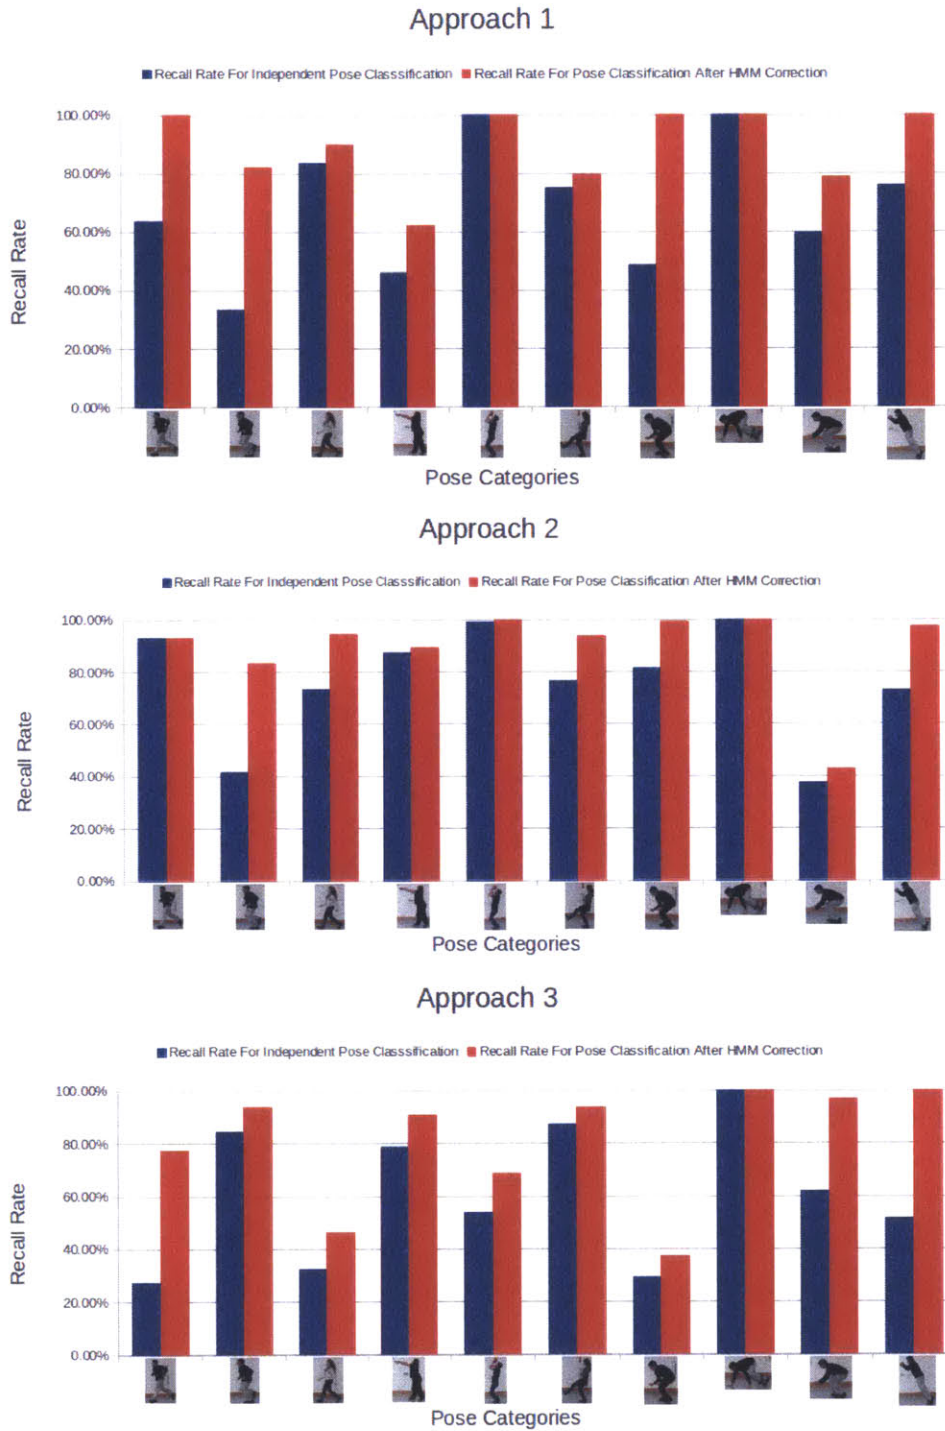 Approach 1
Recall Rate For Independent Pose Classsification Recall Rate For Pose Classification After HMM Correction
100.00%
80.00%
60.00%
40.00%
20.00%
0.00%
Recall Rate
Pose Categories
Approach 2
Recall Rate For Independent Pose Classsification Recall Rate For Pose Classification After HMM Correction
100.00%
80.00%
60.00%
40.00%
20.00%
0.00%
Recall Rate
Pose Categories
Approach 3
Recall Rate For Independent Pose Classsification Recall Rate For Pose Classification After HMM Correction
100.00%
80.00%
60.00%
40.00%
20.00%
0.00%
Recall Rate
Pose Categories